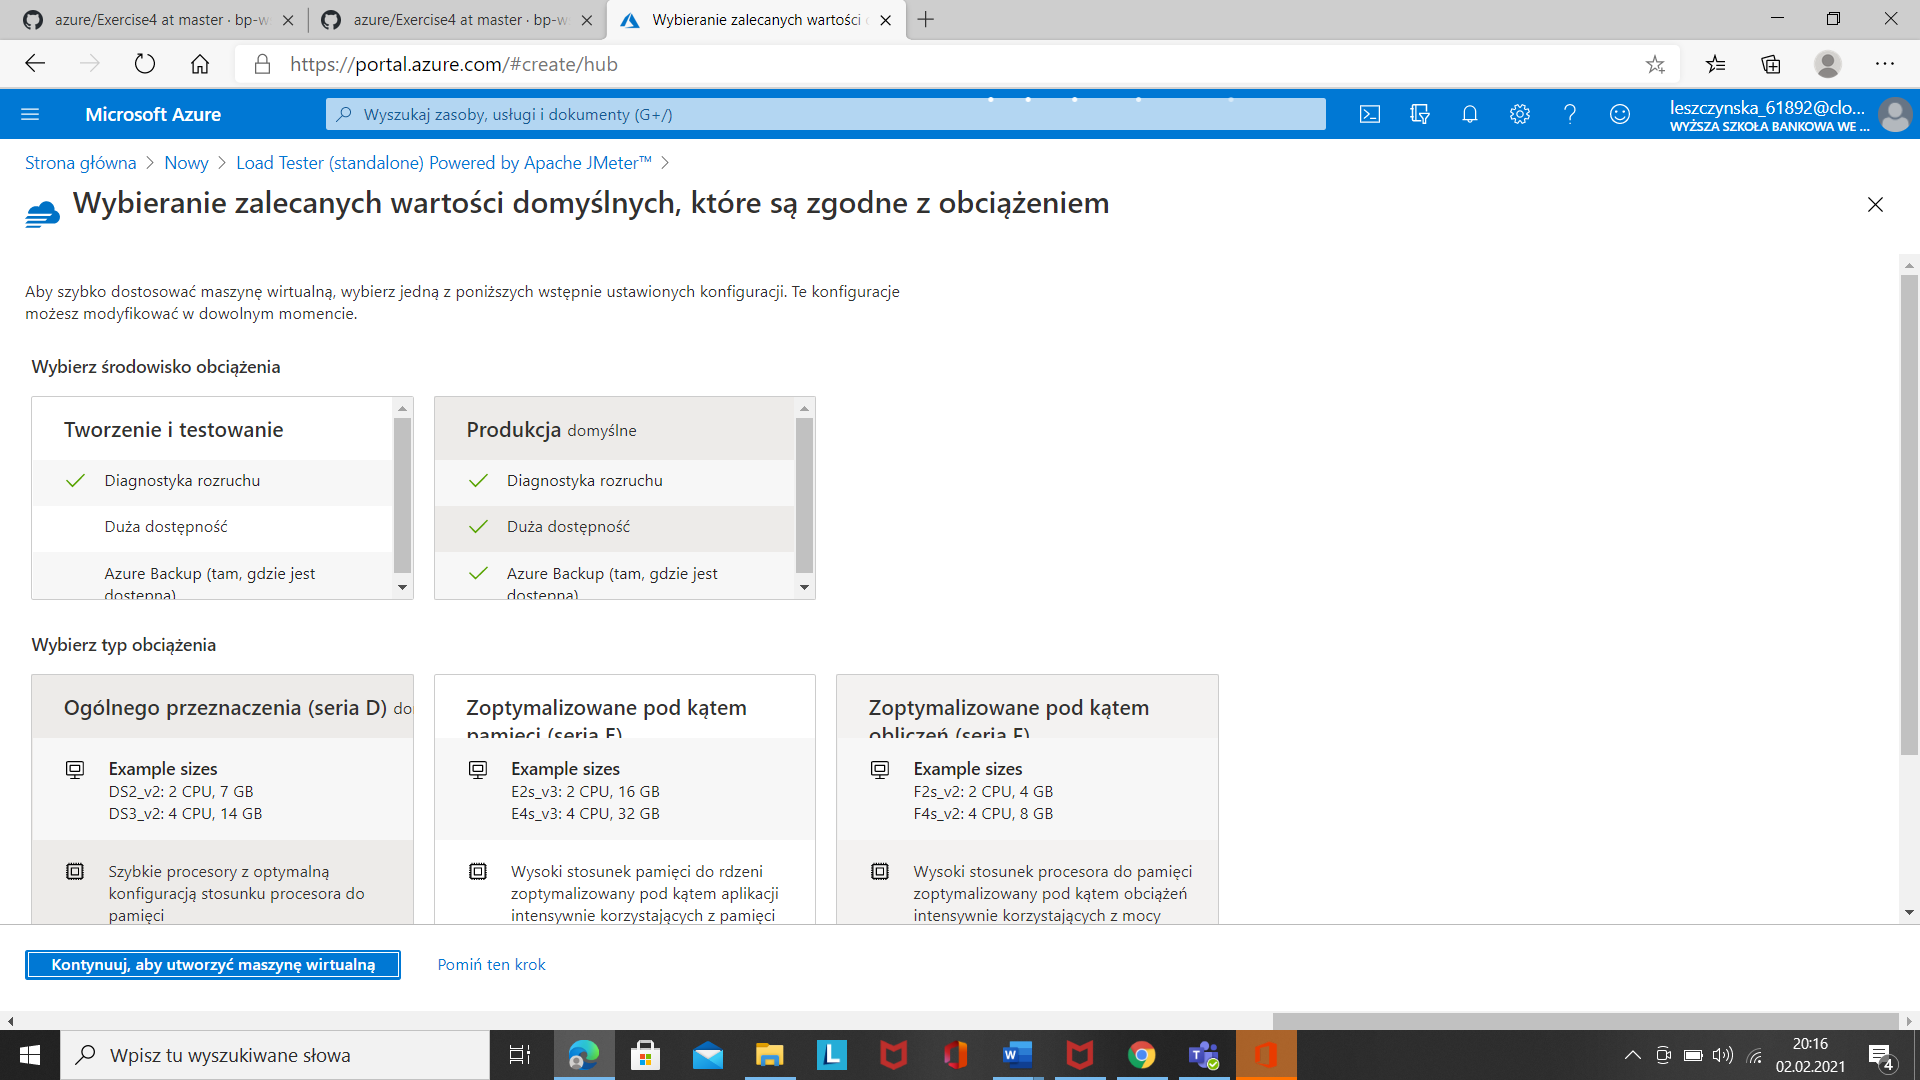 azure/Exercise4 at master · bp-w
azure/Exercise4 at master · bp-w
Wybieranie zalecanych wartości
https://portal.azure.com/#create/hub
Microsoft Azure
Wyszukaj zasoby, usługi i dokumenty (G+/)
leszczynska_61892@clo...
WYŻSZA SZKOŁA BANKOWA WE ...
Strona główna > Nowy > Load Tester (standalone) Powered by Apache JMeter™ >
Wybieranie zalecanych wartości domyślnych, które są zgodne z obciążeniem
Aby szybko dostosować maszynę wirtualną, wybierz jedną z poniższych wstępnie ustawionych konfiguracji. Te konfiguracje
możesz modyfikować w dowolnym momencie.
Wybierz środowisko obciążenia
Tworzenie i testowanie
Diagnostyka rozruchu
Duża dostępność
Azure Backup (tam, gdzie jest
dostępna)
Produkcja domyślne
Diagnostyka rozruchu
Duża dostępność
Azure Backup (tam, gdzie jest
dostępna)
Wybierz typ obciążenia
Ogólnego przeznaczenia (seria D) do
Example sizes
DS2_v2: 2 CPU, 7 GB
DS3_v2: 4 CPU, 14 GB
Szybkie procesory z optymalną
konfiguracją stosunku procesora do
pamięci
Zoptymalizowane pod kątem
pamięci (seria E)
Example sizes
E2s_v3: 2 CPU, 16 GB
E4s_v3: 4 CPU, 32 GB
Wysoki stosunek pamięci do rdzeni
zoptymalizowany pod kątem aplikacji
intensywnie korzystających z pamięci
Zoptymalizowane pod kątem
obliczeń (seria F)
Example sizes
F2s_v2: 2 CPU, 4 GB
F4s_v2: 4 CPU, 8 GB
Wysoki stosunek procesora do pamięci
zoptymalizowany pod kątem obciążeń
intensywnie korzystających z mocy
Kontynuuj, aby utworzyć maszynę wirtualną
Pomiń ten krok
Wpisz tu wyszukiwane słowa
20:16
02.02.2021
4